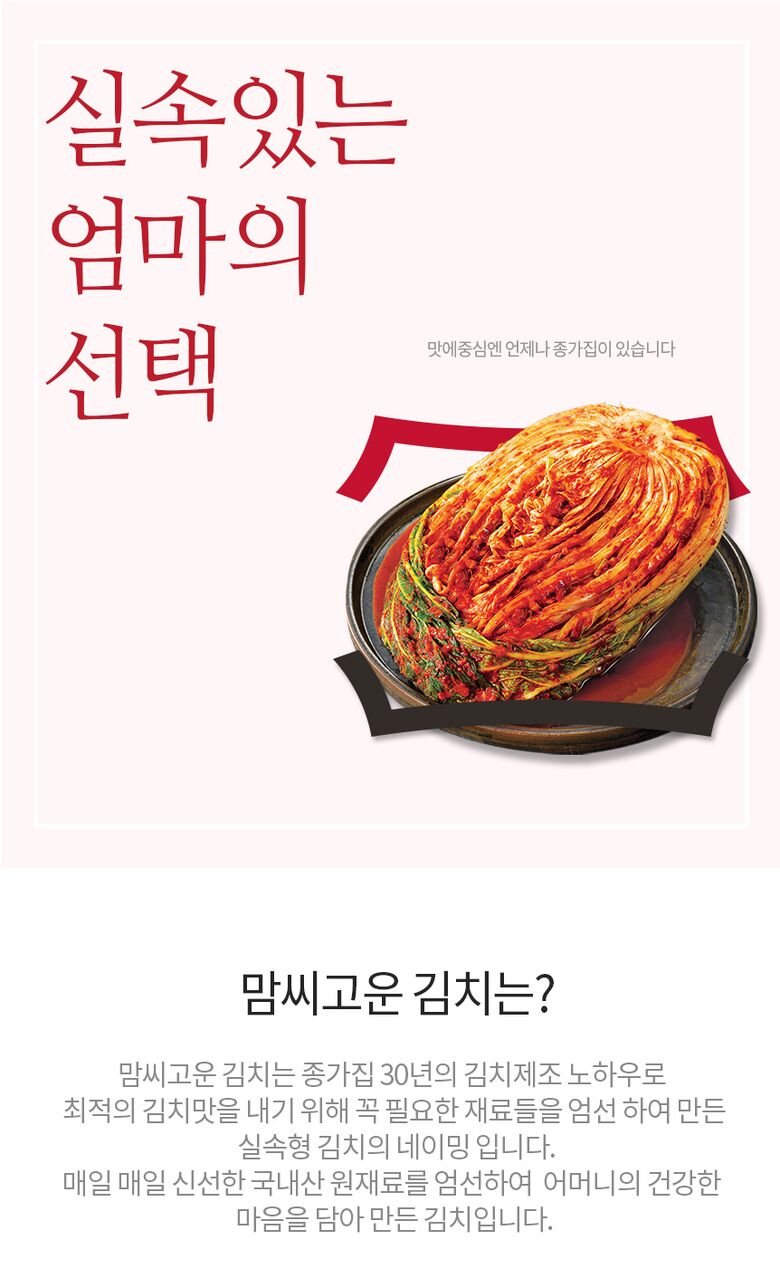 실속있는
엄마의
선택
맛에중심엔 언제나 종가집이 있습니다
맘씨고운 김치는?
맘씨고운 김치는 종가집 30년의 김치제조 노하우로
최적의 김치맛을 내기 위해 꼭 필요한 재료들을 엄선 하여 만든
실속형 김치의 네이밍 입니다.
매일 매일 신선한 국내산 원재료를 엄선하여 어머니의 건강한
마음을 담아 만든 김치입니다.